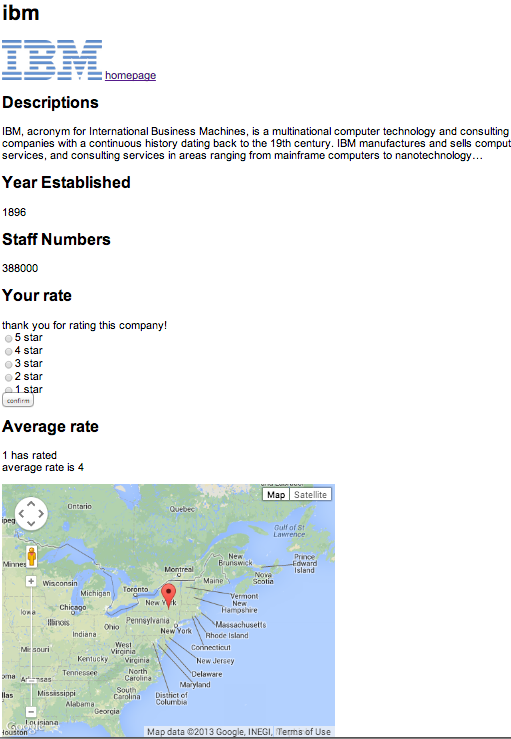 ibm
IBM homepage
Descriptions
IBM, acronym for International Business Machines, is a multinational computer technology and consulting
companies with a continuous history dating back to the 19th century. IBM manufactures and sells comput
services, and consulting services in areas ranging from mainframe computers to nanotechnology...
Year Established
1896
Staff Numbers
388000
Your rate
thank you for rating this company!
5 star
4 star
3 star
2 star
1 star
confirm
Average rate
1 has rated
average rate is 4
Map Satellite
Ontario
Quebec
Gulf of St
Lawrence
Minnes
Wisconsin
Michigan
Toronto
Montreal
New
Brunswick
Prince
Edward
Island
Nova
Scotia
Maine
Vermont
New
Hampshire
Iowa
Chicago
New York
Massachusetts
Illinois
Indiana
Ohio
Pennsylvania
New York
Rhode Island
Connecticut
Missouri
West
Virginia
New Jersey
Kentucky
Virginia
Delaware
Maryland
Tennessee
North
Carolina
District of
Columbia
Arkansas
Mississippi
South
Carolina
Alabama
Georgia
Houston
Louisiana
Google
Map data ©2013 Google, INEGI, Terms of Use